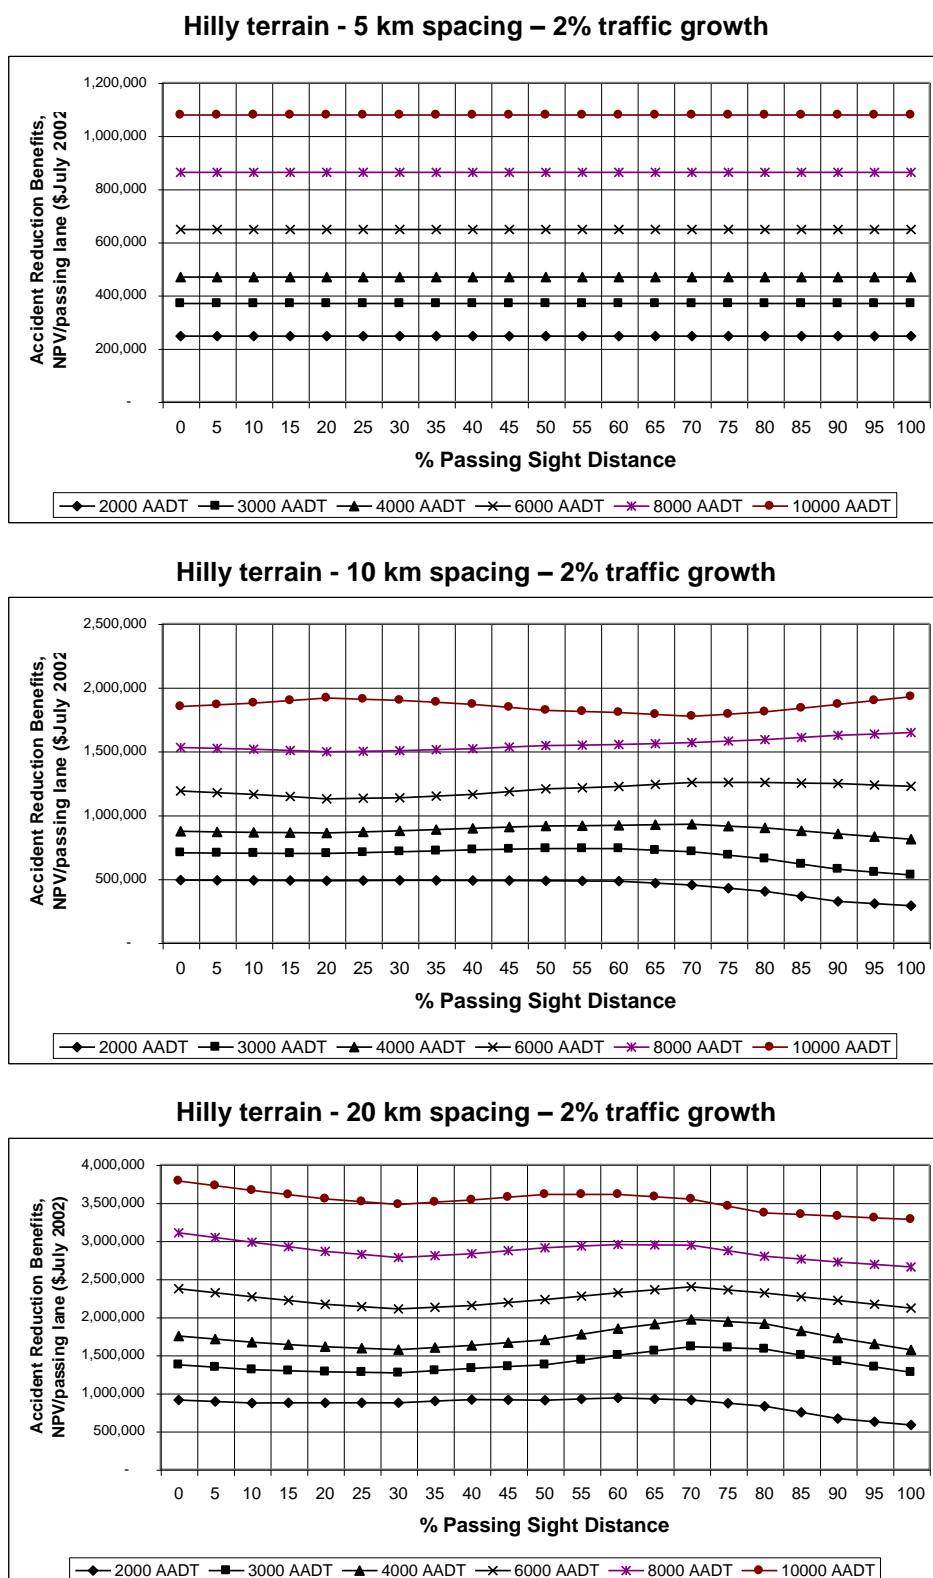 Hilly terrain - 5 km spacing – 2% traffic growth
Accident Reduction Benefits,
NPV/passing lane ($July 2002
1,200,000
1,000,000
800,000
600,000
400,000
200,000
-
0 5 10 15 20 25 30 35 40 45 50 55 60 65 70 75 80 85 90 95 100
% Passing Sight Distance
2000 AADT 3000 AADT 4000 AADT 6000 AADT 8000 AADT 10000 AADT
Hilly terrain - 10 km spacing – 2% traffic growth
Accident Reduction Benefits,
NPV/passing lane ($July 2002
2,500,000
2,000,000
1,500,000
1,000,000
500,000
-
0 5 10 15 20 25 30 35 40 45 50 55 60 65 70 75 80 85 90 95 100
% Passing Sight Distance
2000 AADT 3000 AADT 4000 AADT 6000 AADT 8000 AADT 10000 AADT
Hilly terrain - 20 km spacing – 2% traffic growth
Accident Reduction Benefits,
NPV/passing lane ($July 2002)
4,000,000
3,500,000
3,000,000
2,500,000
2,000,000
1,500,000
1,000,000
500,000
-
0 5 10 15 20 25 30 35 40 45 50 55 60 65 70 75 80 85 90 95 100
% Passing Sight Distance
2000 AADT 3000 AADT 4000 AADT 6000 AADT 8000 AADT 10000 AADT